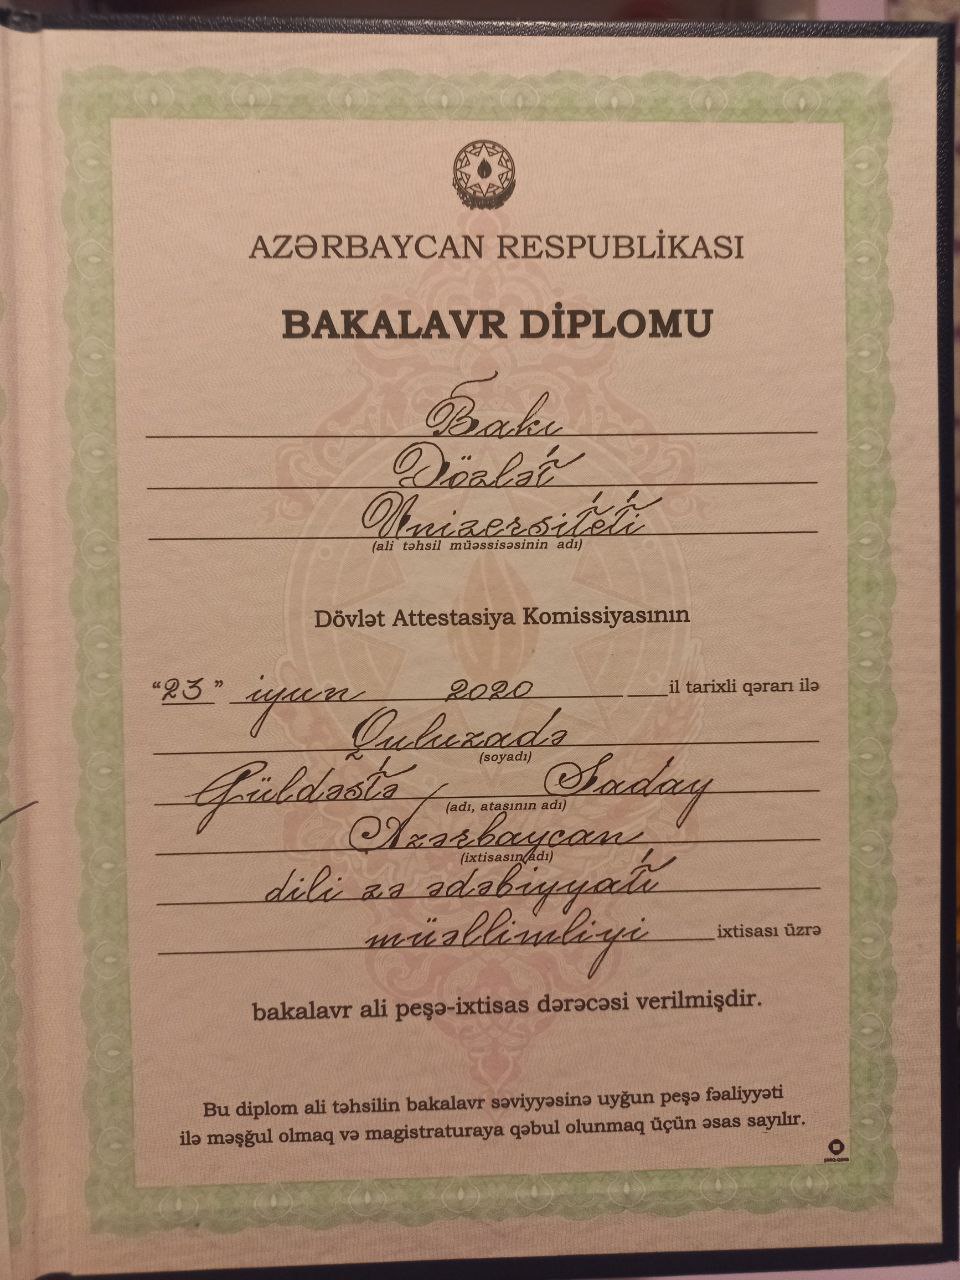 AZƏRBAYCAN RESPUBLİKASI
BAKALAVR DİPLOMU
Bakı
Dövlət
Universiteti
(ali təhsil müəssisəsinin adı)
Dövlət Attestasiya Komissiyasının
"23" iyun 2020 il tarixli qərarı ilə
Quluzadə
(soyadı)
Güldəstə Saday
(adı, atasının adı)
Azərbaycan
(ixtisasın adı)
dili və ədəbiyyatı
müəllimliyi ixtisası üzrə
bakalavr ali peşə-ixtisas dərəcəsi verilmişdir.
Bu diplom ali təhsilin bakalavr səviyyəsinə uyğun peşə fəaliyyəti
ilə məşğul olmaq və magistraturaya qəbul olunmaq üçün əsas sayılır.